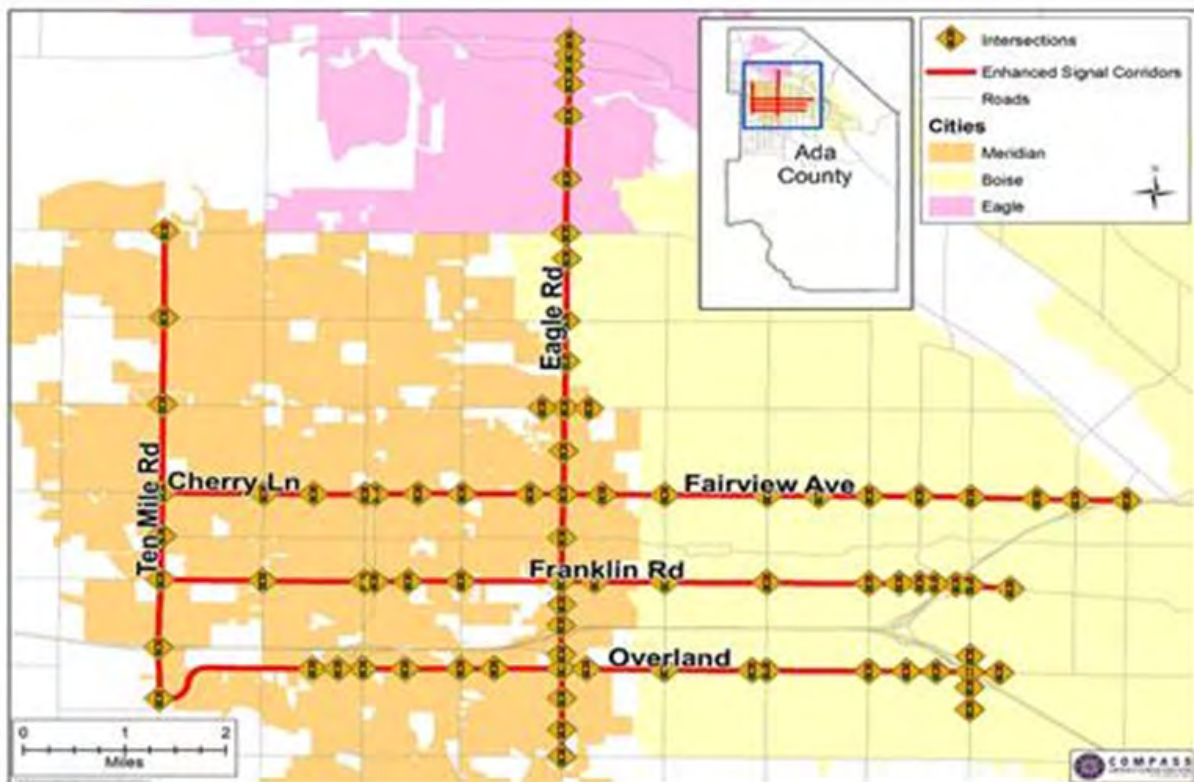 Intersections
Enhanced Signal Corridors
Roads
Cities
Meridian
Boise
Eagle
Ada
County
Eagle Rd
Ten Mile Rd
Cherry Ln
Fairview Ave
Franklin Rd
Overland
0
1
2
Miles
COMPASS